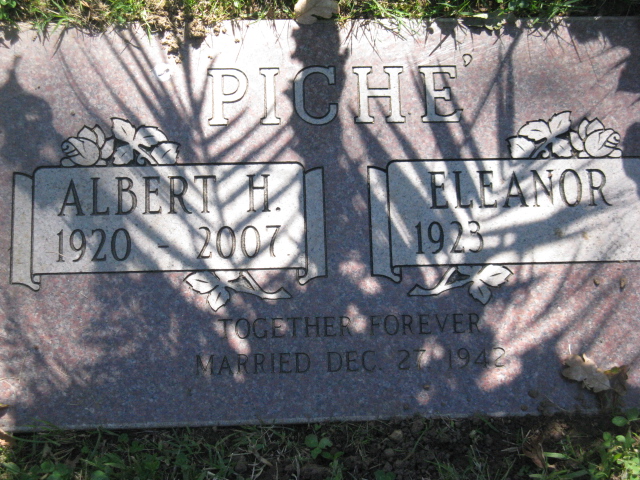 PICHE'
ALBERT H.
1920 - 2007
ELEANOR
1923
TOGETHER FOREVER
MARRIED DEC. 27, 1942